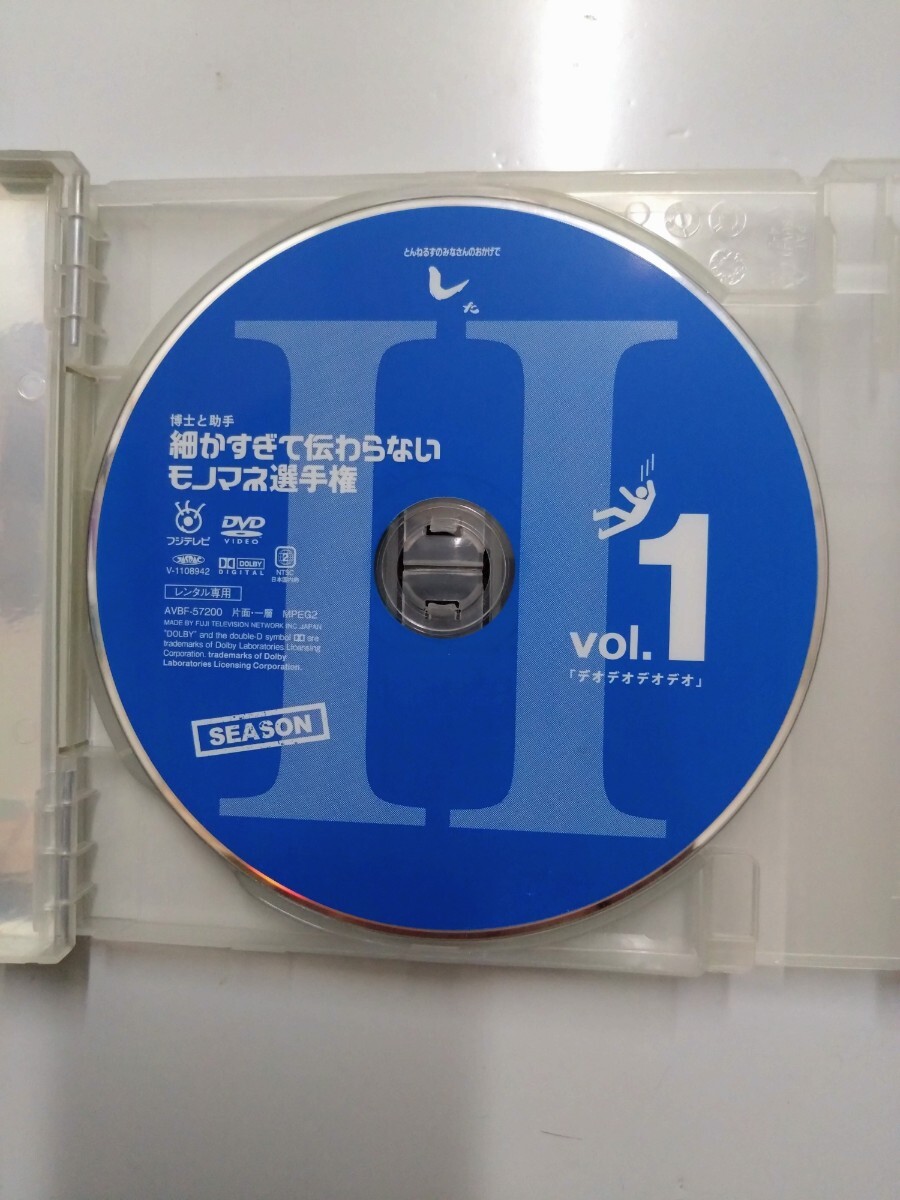 とんねるずのみなさんのおかげで
した
II
博士と助手
細かすぎて伝わらない
モノマネ選手権
フジテレビ
DVD
VIDEO
V-1108942
DOLBY
DIGITAL
2
NTSC
日本国内向
レンタル専用
AVBF-57200 片面・一層 MPEG2
MADE BY FUJI TELEVISION NETWORK INC. JAPAN
"DOLBY" and the double-D symbol are
trademarks of Dolby Laboratories Licensing
Corporation. trademarks of Dolby
Laboratories Licensing Corporation.
SEASON
vol.1
「デオデオデオデオ」